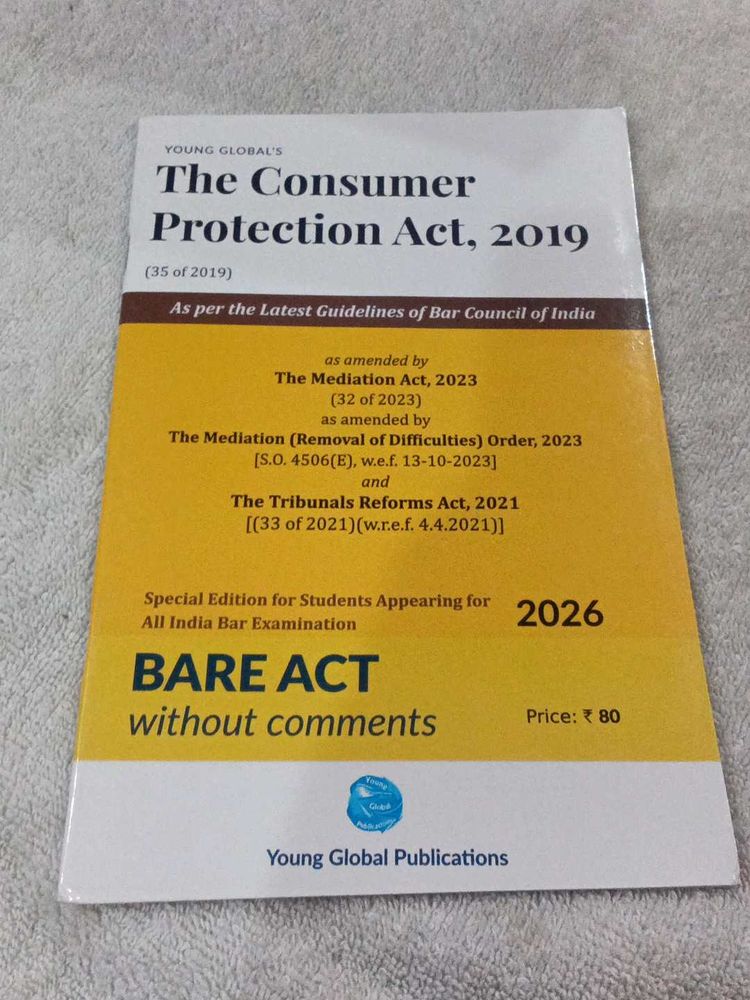 YOUNG GLOBAL'S
The Consumer
Protection Act, 2019
(35 of 2019)
As per the Latest Guidelines of Bar Council of India
as amended by
The Mediation Act, 2023
(32 of 2023)
as amended by
The Mediation (Removal of Difficulties) Order, 2023
[S.O. 4506(E), w.e.f. 13-10-2023]
and
The Tribunals Reforms Act, 2021
[(33 of 2021)(w.r.e.f. 4.4.2021)]
Special Edition for Students Appearing for
All India Bar Examination
2026
BARE ACT
without comments
Price: ₹ 80
Young
Global
Publications
Young Global Publications